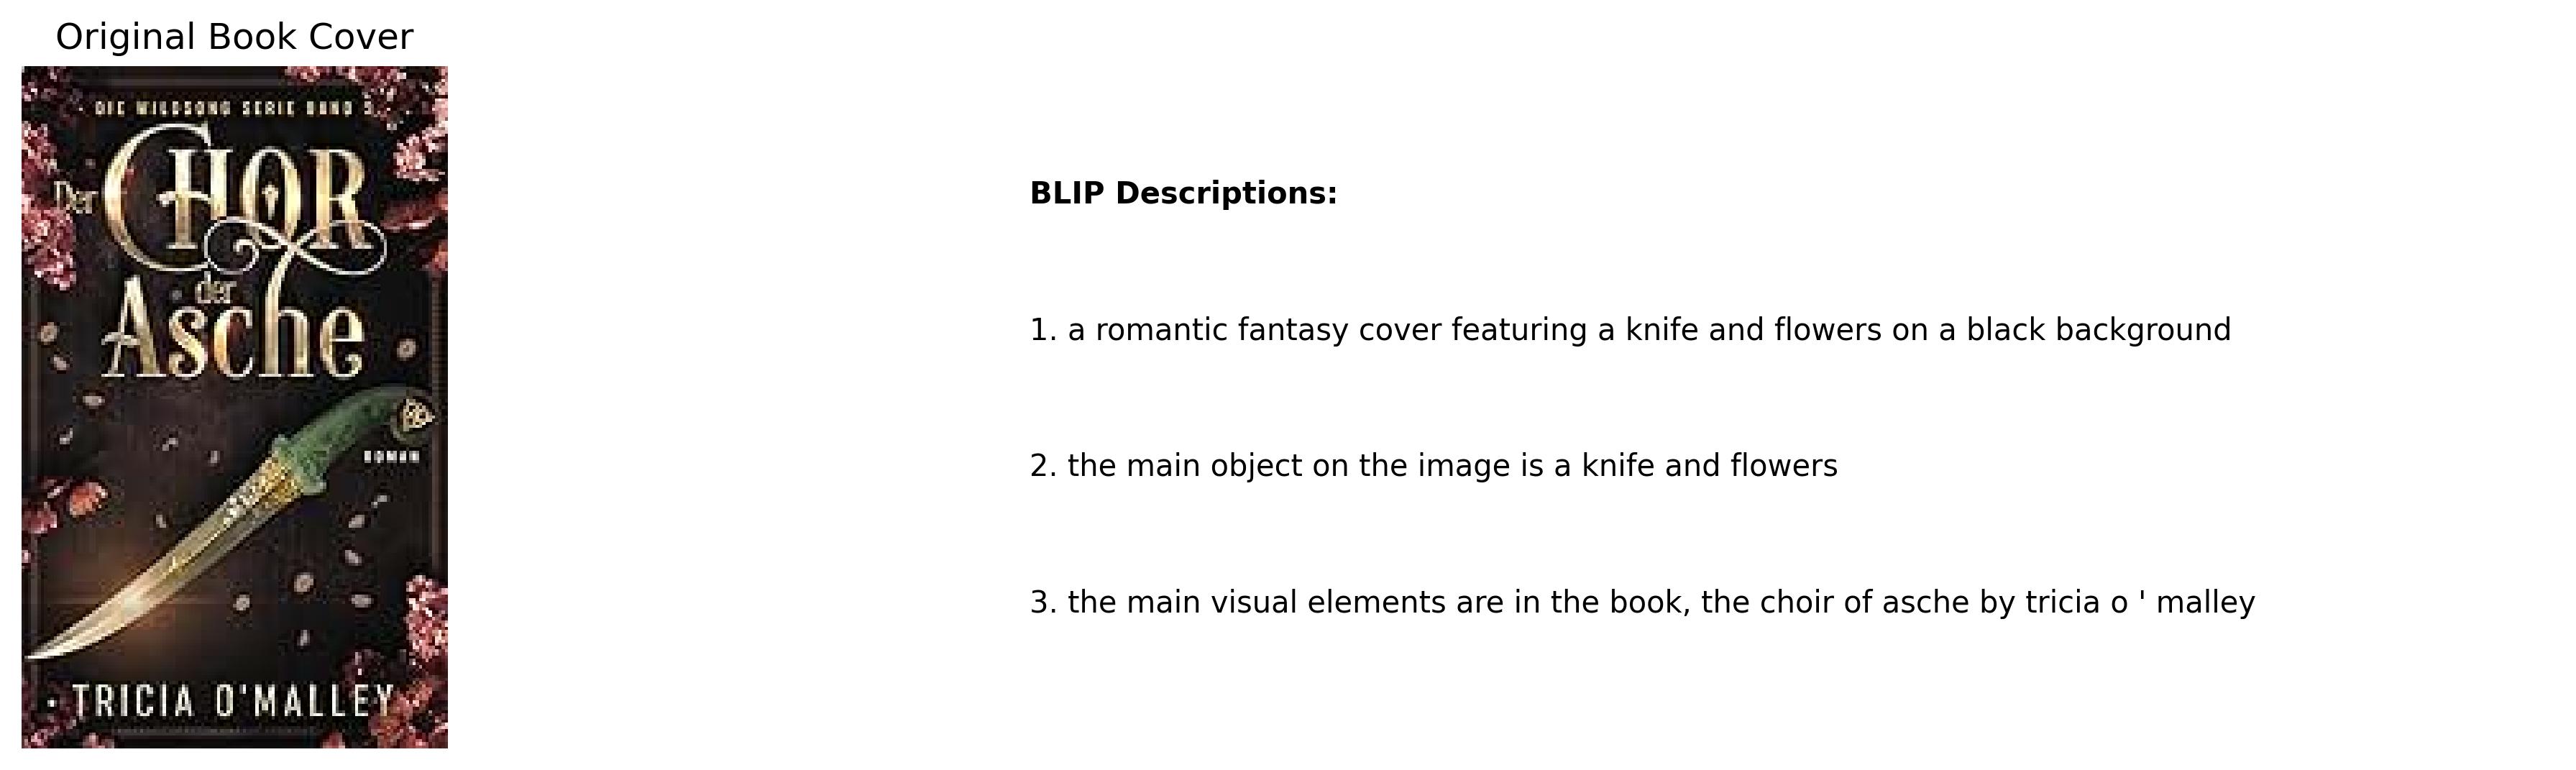 Original Book Cover
DIE WILDSONG SERIE BAND 3
Der CHOR
der
Asche
ROMAN
TRICIA O'MALLEY
BLIP Descriptions:
1. a romantic fantasy cover featuring a knife and flowers on a black background
2. the main object on the image is a knife and flowers
3. the main visual elements are in the book, the choir of asche by tricia o ' malley